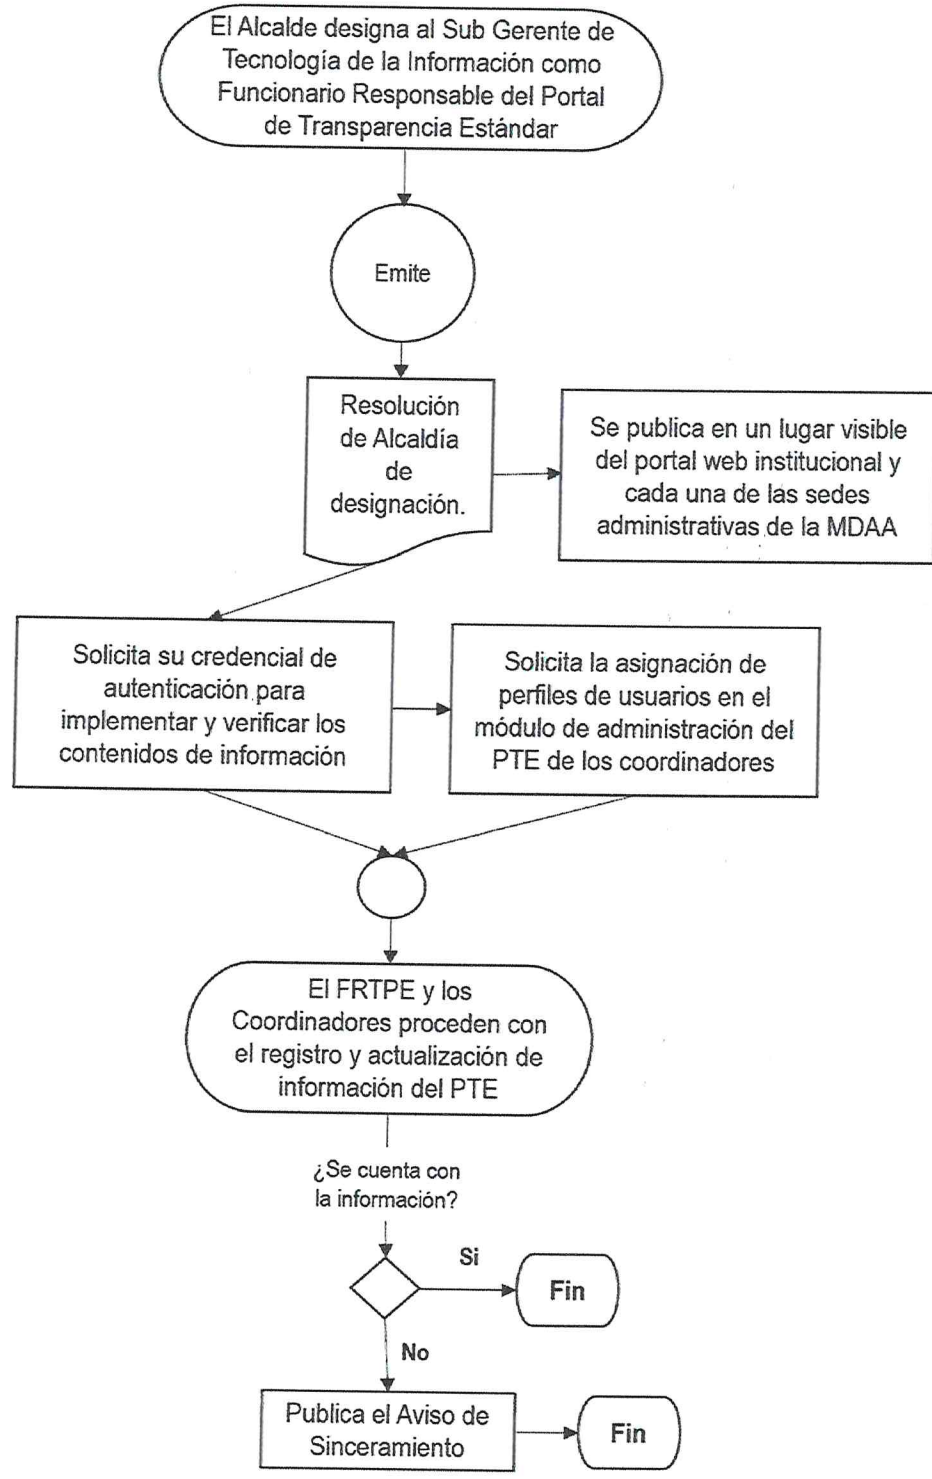 El Alcalde designa al Sub Gerente de
Tecnología de la Información como
Funcionario Responsable del Portal
de Transparencia Estándar
Emite
Resolución
de Alcaldía
de
designación.
Se publica en un lugar visible
del portal web institucional y
cada una de las sedes
administrativas de la MDAA
Solicita su credencial de
autenticación para
implementar y verificar los
contenidos de información
Solicita la asignación de
perfiles de usuarios en el
módulo de administración del
PTE de los coordinadores
El FRTPE y los
Coordinadores proceden con
el registro y actualización de
información del PTE
¿Se cuenta con
la información?
Si
Fin
No
Publica el Aviso de
Sinceramiento
Fin